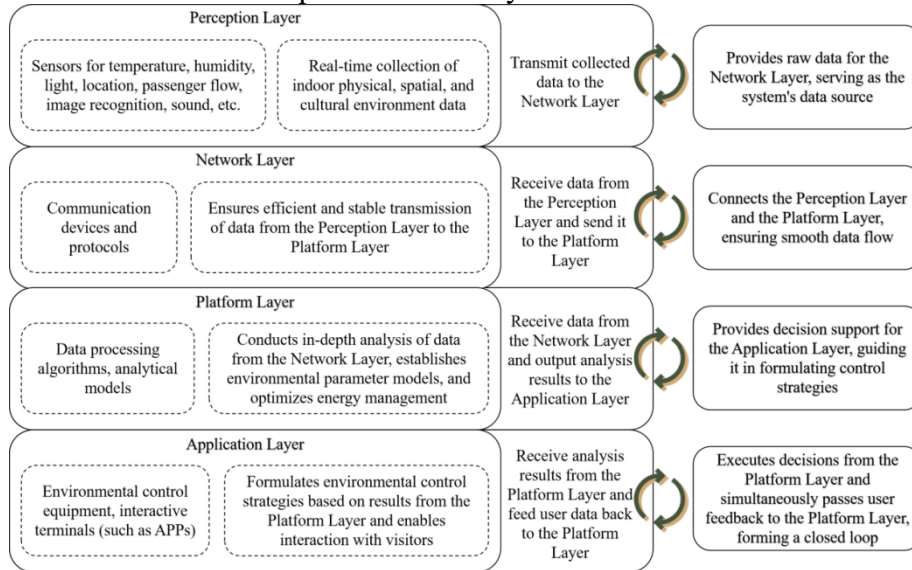 Perception Layer
Sensors for temperature, humidity,
light, location, passenger flow,
image recognition, sound, etc.
Real-time collection of
indoor physical, spatial, and
cultural environment data
Transmit collected
data to the
Network Layer
Provides raw data for the
Network Layer, serving as the
system's data source
Network Layer
Communication
devices and
protocols
Ensures efficient and stable transmission
of data from the Perception Layer to the
Platform Layer
Receive data from
the Perception
Layer and send it
to the Platform
Layer
Connects the Perception Layer
and the Platform Layer,
ensuring smooth data flow
Platform Layer
Data processing
algorithms, analytical
models
Conducts in-depth analysis of data
from the Network Layer, establishes
environmental parameter models, and
optimizes energy management
Receive data from
the Network Layer
and output analysis
results to the
Application Layer
Provides decision support for
the Application Layer, guiding
it in formulating control
strategies
Application Layer
Environmental control
equipment, interactive
terminals (such as APPs)
Formulates environmental control
strategies based on results from the
Platform Layer and enables
interaction with visitors
Receive analysis
results from the
Platform Layer and
feed user data back
to the Platform
Layer
Executes decisions from the
Platform Layer and
simultaneously passes user
feedback to the Platform Layer,
forming a closed loop